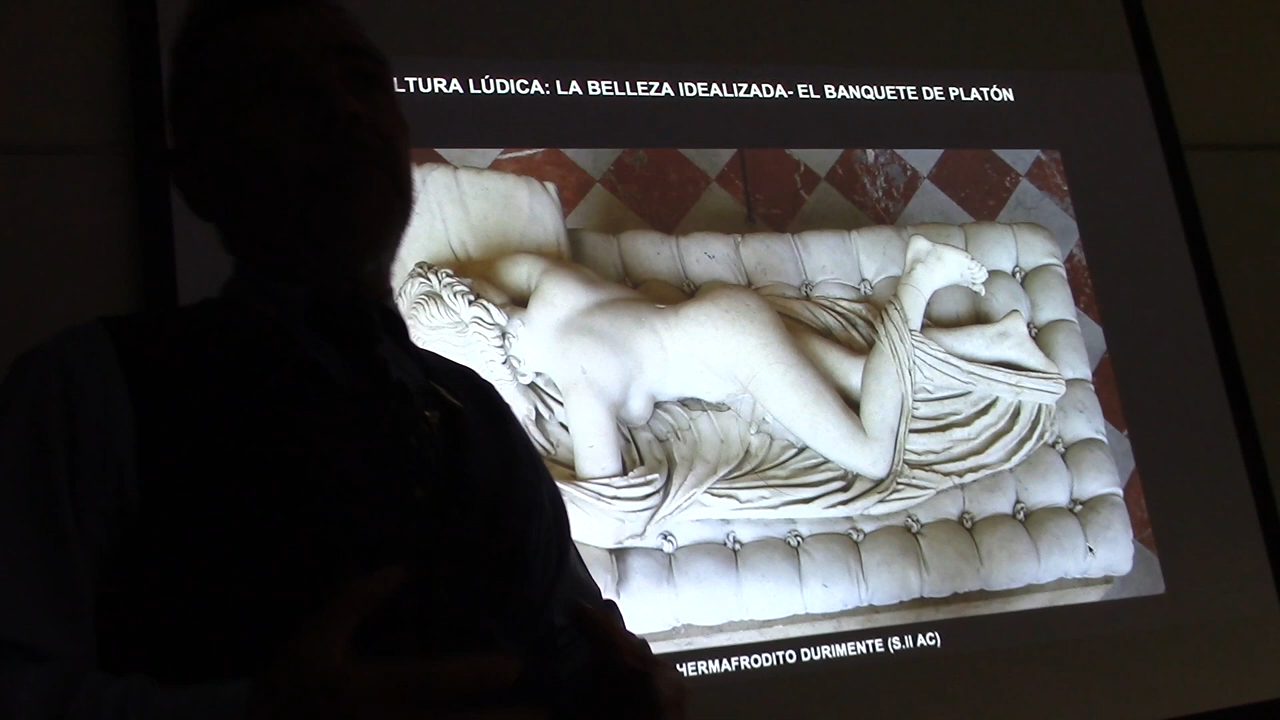 LTURA LÚDICA: LA BELLEZA IDEALIZADA- EL BANQUETE DE PLATÓN
HERMAFRODITO DURIMENTE (S.II AC)